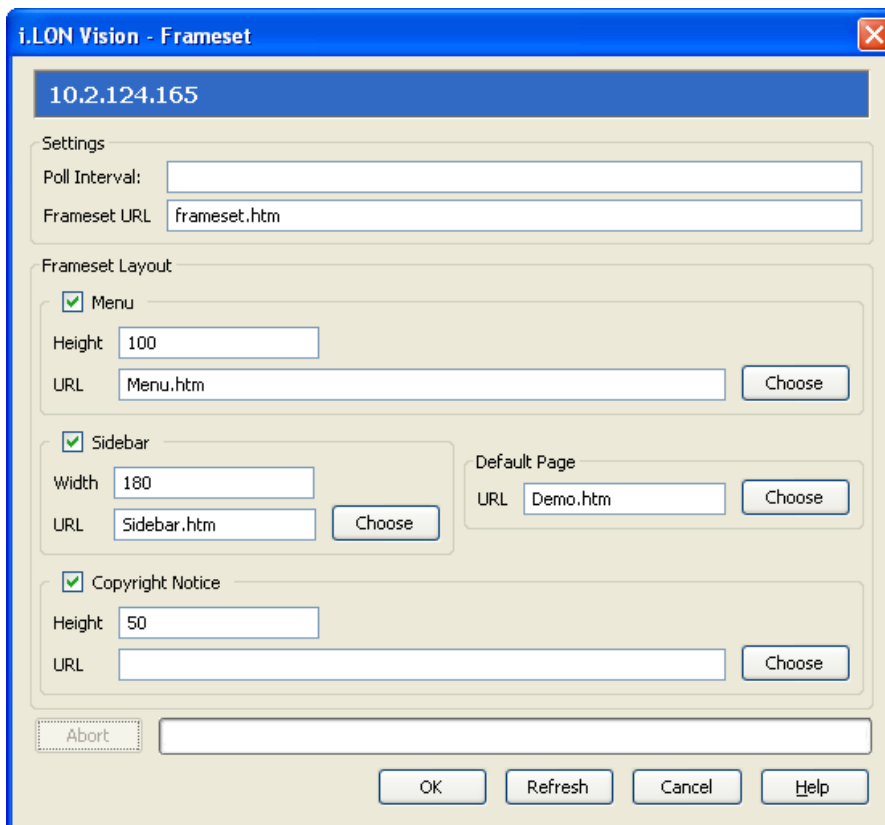 i.LON Vision - Frameset
10.2.124.165
Settings
Poll Interval:
Frameset URL frameset.htm
Frameset Layout
Menu
Height 100
URL Menu.htm Choose
Sidebar
Width 180
URL Sidebar.htm Choose
Default Page
URL Demo.htm Choose
Copyright Notice
Height 50
URL Choose
Abort
OK Refresh Cancel Help